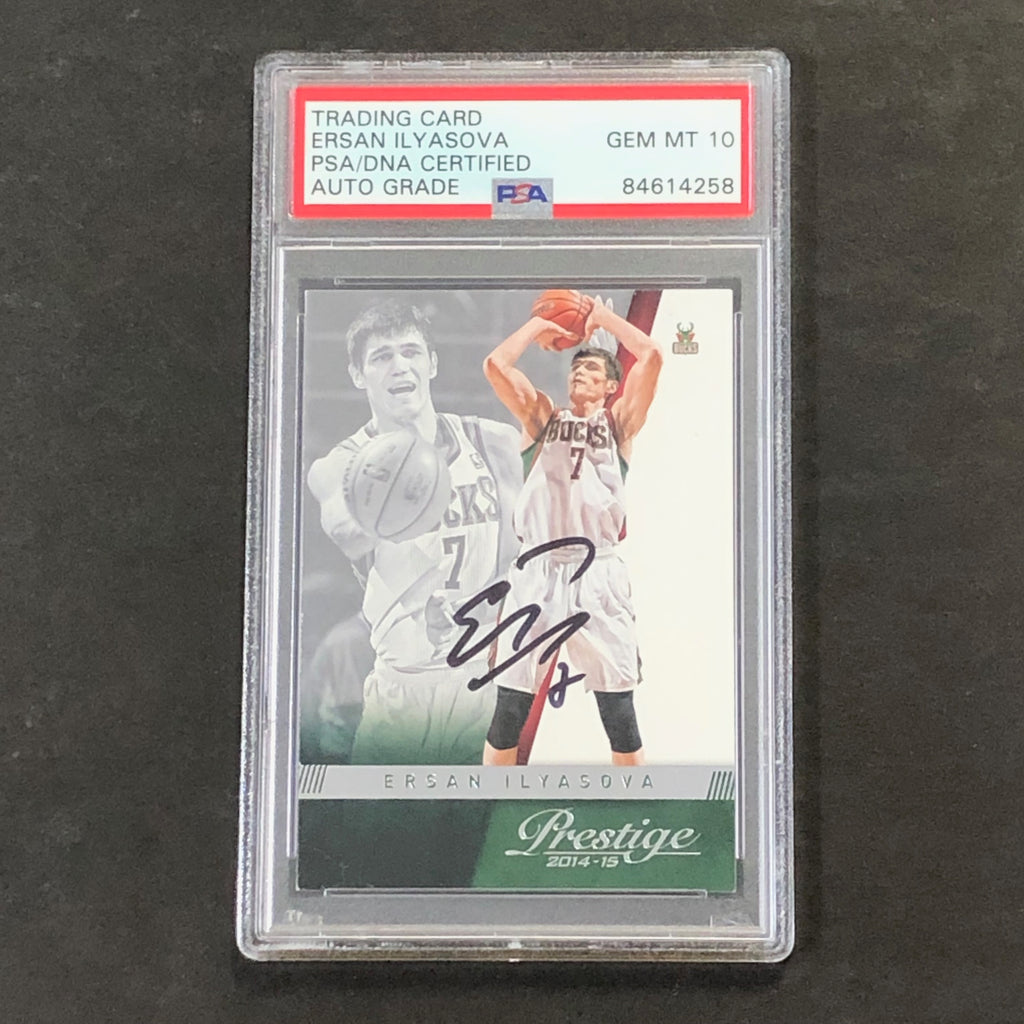 TRADING CARD
ERSAN ILYASOVA
GEM MT 10
PSA/DNA CERTIFIED
AUTO GRADE
PSA
84614258
BUCKS
BUCKS
7
CKS
7
ERSAN ILYASOVA
Prestige
2014-15